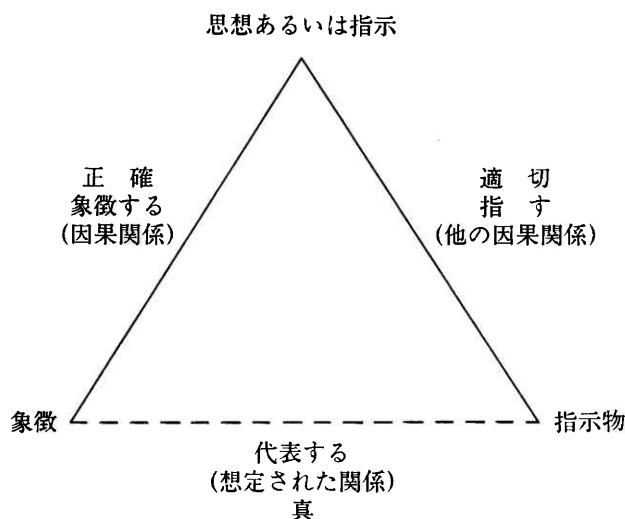 思想あるいは指示
正　確
象徴する
(因果関係)
適　切
指　す
(他の因果関係)
象徴
指示物
代表する
(想定された関係)
真